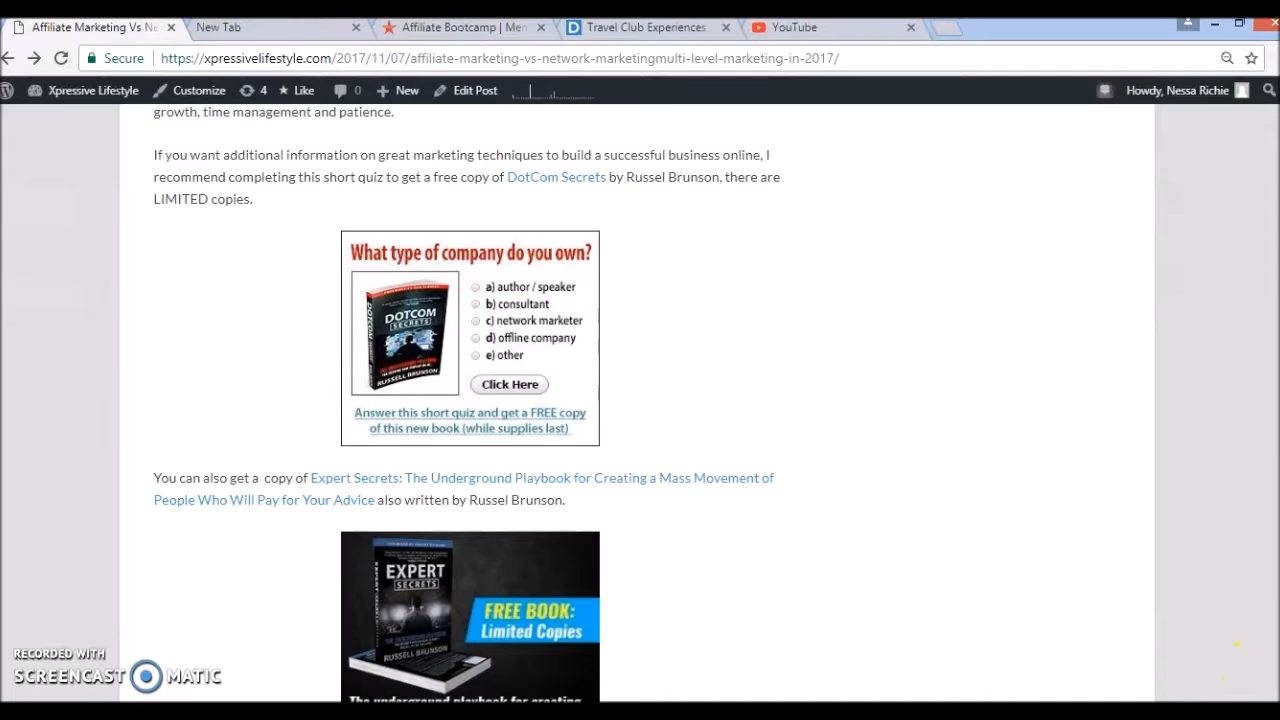 Affiliate Marketing Vs Ne
New Tab
Affiliate Bootcamp | Men
Travel Club Experiences
YouTube
Secure
https://xpressivelifestyle.com/2017/11/07/affiliate-marketing-vs-network-marketingmulti-level-marketing-in-2017/
Xpressive Lifestyle
Customize
4
Like
0
New
Edit Post
Howdy, Nessa Richie
growth, time management and patience.
If you want additional information on great marketing techniques to build a successful business online, I
recommend completing this short quiz to get a free copy of DotCom Secrets by Russel Brunson, there are
LIMITED copies.
What type of company do you own?
DOTCOM
SECRETS
RUSSELL BRUNSON
a) author / speaker
b) consultant
c) network marketer
d) offline company
e) other
Click Here
Answer this short quiz and get a FREE copy
of this new book (while supplies last)
You can also get a  copy of Expert Secrets: The Underground Playbook for Creating a Mass Movement of
People Who Will Pay for Your Advice also written by Russel Brunson.
EXPERT
SECRETS
RUSSELL BRUNSON
FREE BOOK:
Limited Copies
The underground playbook for creating
RECORDED WITH
SCREENCAST MATIC